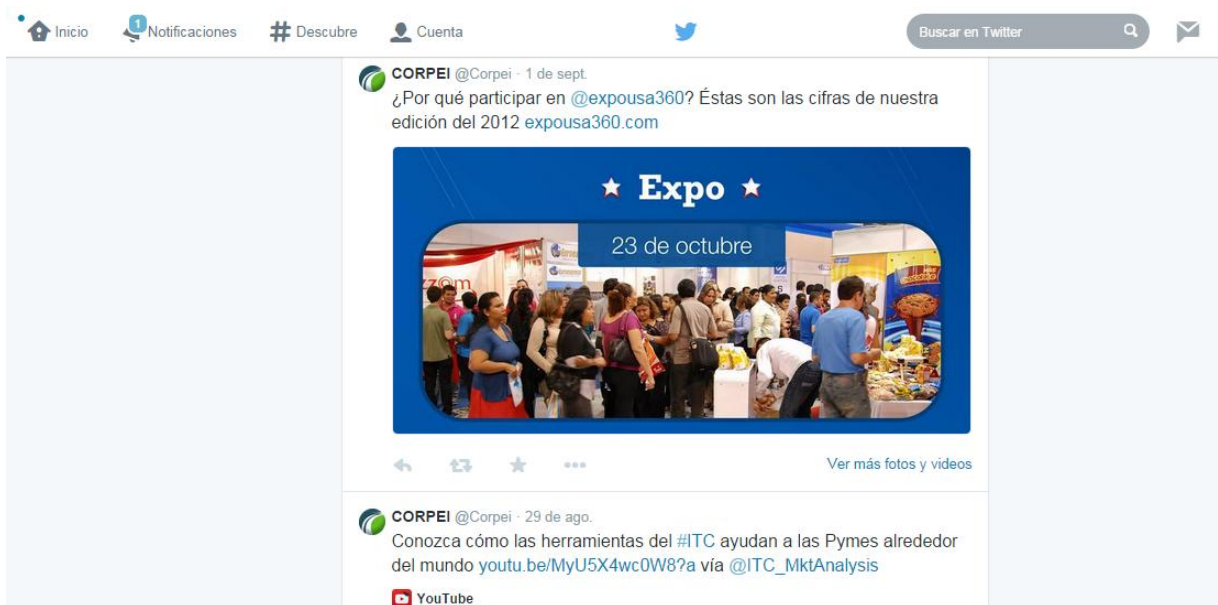 1
Inicio Notificaciones Descubre Cuenta Buscar en Twitter
CORPEI @Corpei · 1 de sept.
¿Por qué participar en @expousa360? Éstas son las cifras de nuestra
edición del 2012 expousa360.com
Expo
23 de octubre
Ver más fotos y videos
CORPEI @Corpei · 29 de ago.
Conozca cómo las herramientas del #ITC ayudan a las Pymes alrededor
del mundo youtu.be/MyU5X4wc0W8?a vía @ITC_MktAnalysis
YouTube